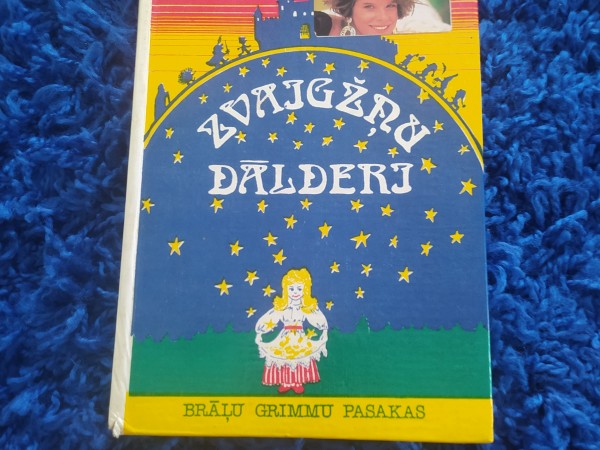 ZVAIGŽŅU
DĀLDERI
BRĀĻU GRIMMU PASAKAS